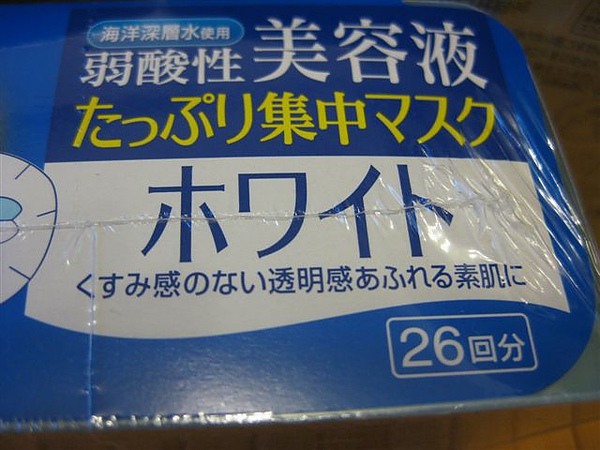 海洋深層水使用
弱酸性 美容液
たっぷり集中マスク
ホワイト
くすみ感のない透明感あふれる素肌に
26回分